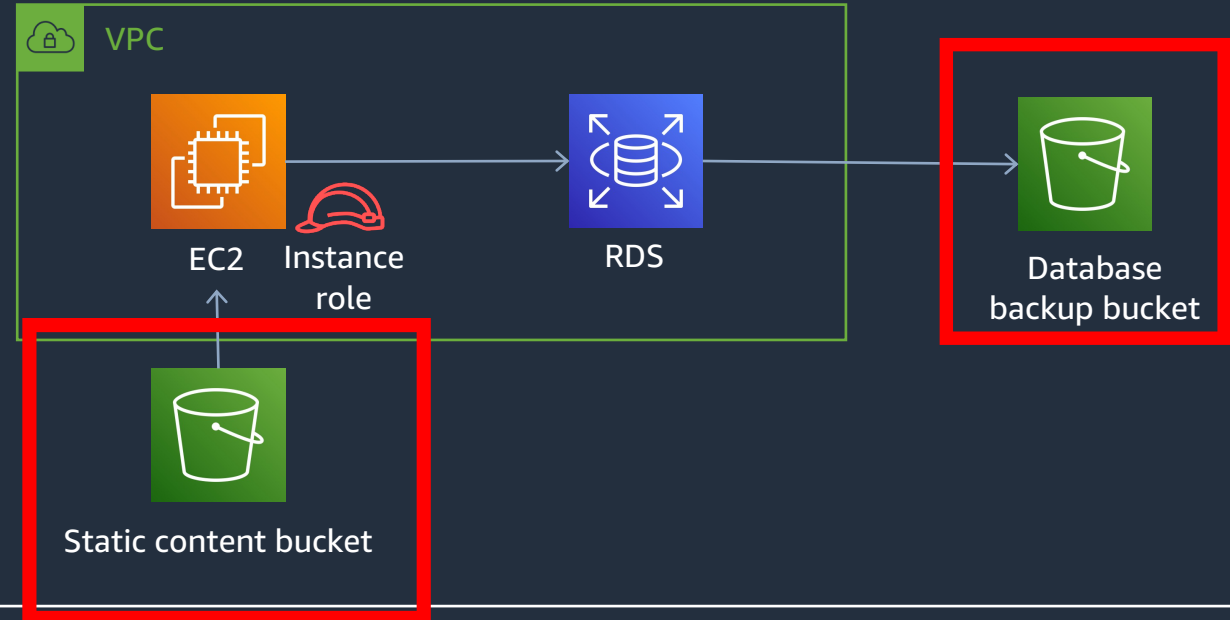 VPC
EC2
Instance
role
RDS
Database
backup bucket
Static content bucket